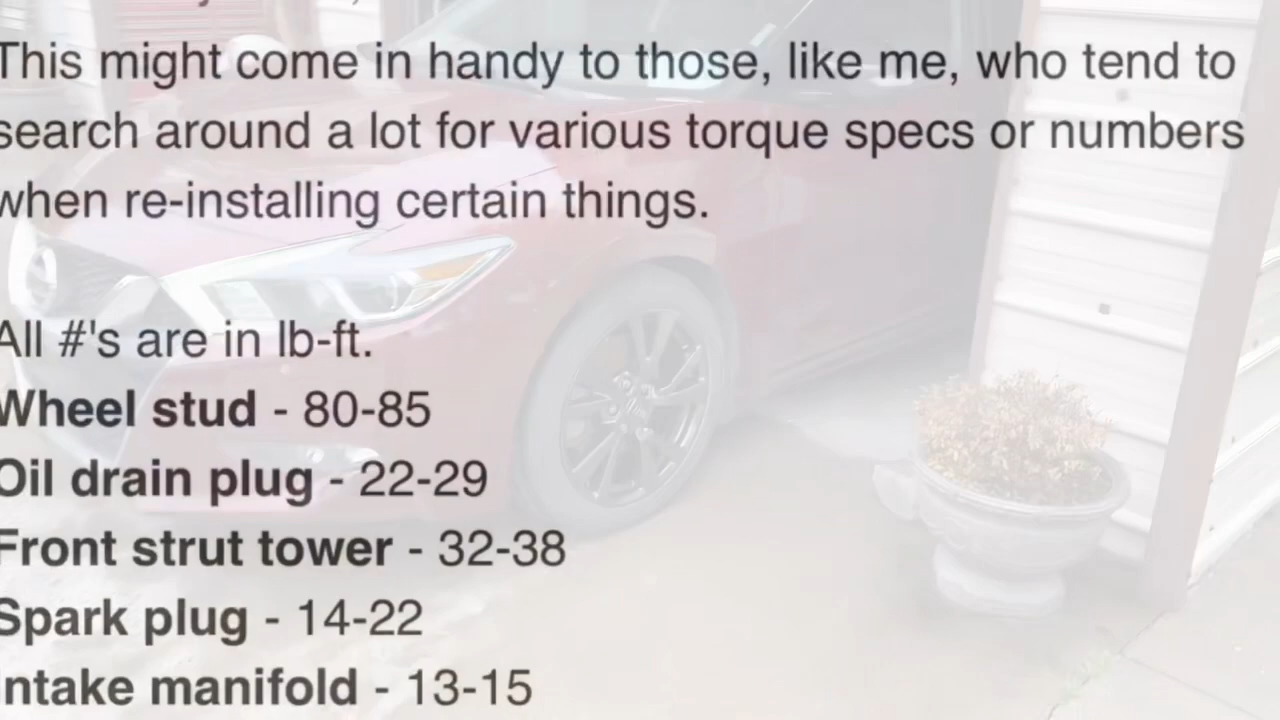 This might come in handy to those, like me, who tend to
search around a lot for various torque specs or numbers
when re-installing certain things.
All #'s are in lb-ft.
Wheel stud - 80-85
Oil drain plug - 22-29
Front strut tower - 32-38
Spark plug - 14-22
Intake manifold - 13-15